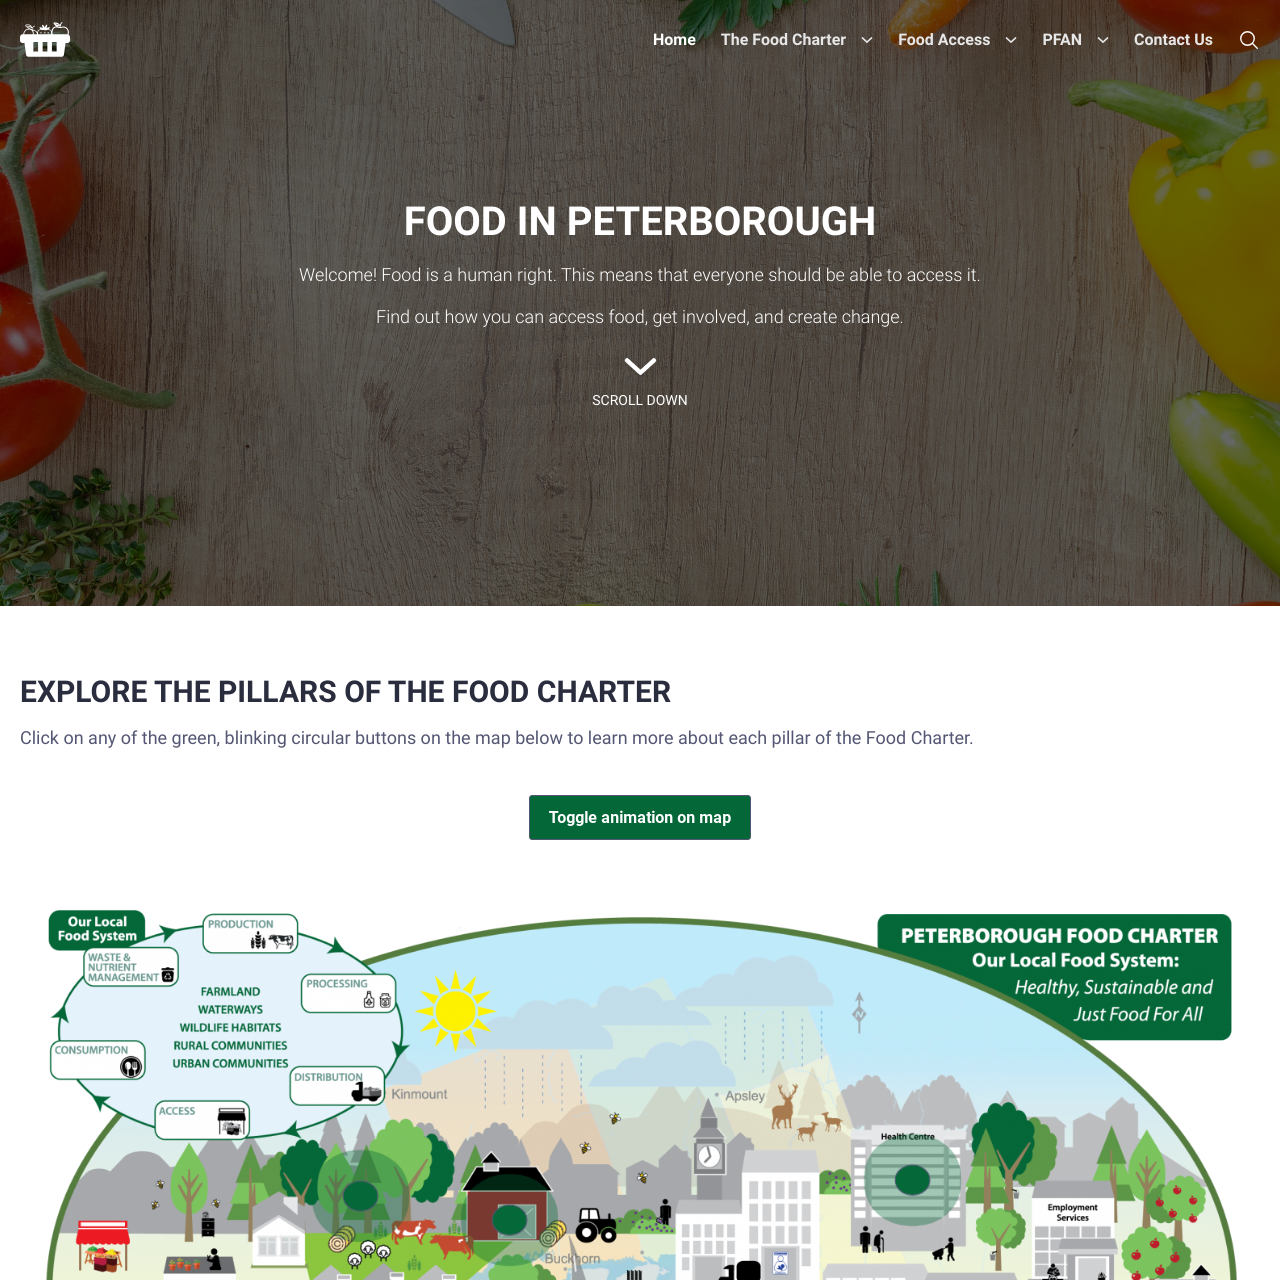 Home
The Food Charter
Food Access
PFAN
Contact Us
FOOD IN PETERBOROUGH
Welcome! Food is a human right. This means that everyone should be able to access it.
Find out how you can access food, get involved, and create change.
SCROLL DOWN
EXPLORE THE PILLARS OF THE FOOD CHARTER
Click on any of the green, blinking circular buttons on the map below to learn more about each pillar of the Food Charter.
Toggle animation on map
Our Local
Food System
PRODUCTION
WASTE &
NUTRIENT
MANAGEMENT
PROCESSING
FARMLAND
WATERWAYS
WILDLIFE HABITATS
RURAL COMMUNITIES
URBAN COMMUNITIES
CONSUMPTION
DISTRIBUTION
ACCESS
PETERBOROUGH FOOD CHARTER
Our Local Food System:
Healthy, Sustainable and
Just Food For All
N
Kinmount
Apsley
Health Centre
Employment
Services
Buckhorn